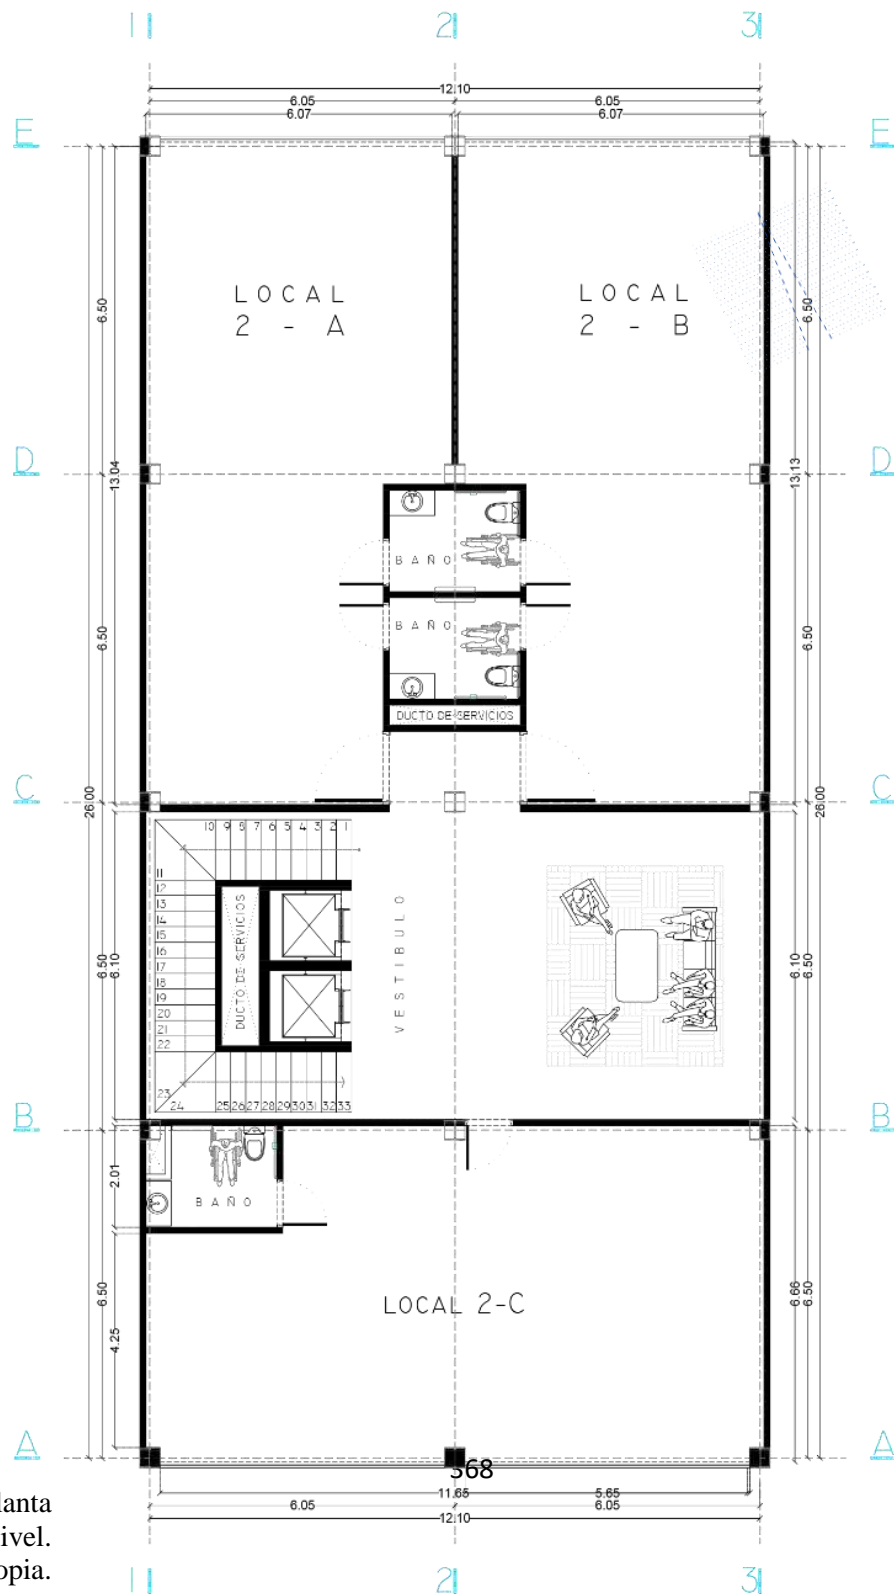 1 2 3
12.10
6.05 6.05
6.07 6.07
E E
LOCAL
2 - A
LOCAL
2 - B
6.50 6.50
D D
13.04 13.13
BAÑO
BAÑO
6.50 6.50
DUCTO DE SERVICIOS
C C
26.00 26.00
10 9 8 7 6 5 4 3 2 1
11
12
13
14
15
16
17
18
19
20
21
22
23
24 25 26 27 28 29 30 31 32 33
DUCTO DE SERVICIOS
VESTIBULO
6.50 6.10 6.10 6.50
B B
2.01
BAÑO
LOCAL 2-C
6.50 4.25 6.66 6.50
A A
568
11.65 5.65
6.05 6.05
12.10
lanta
ivel.
opia.
1 2 3